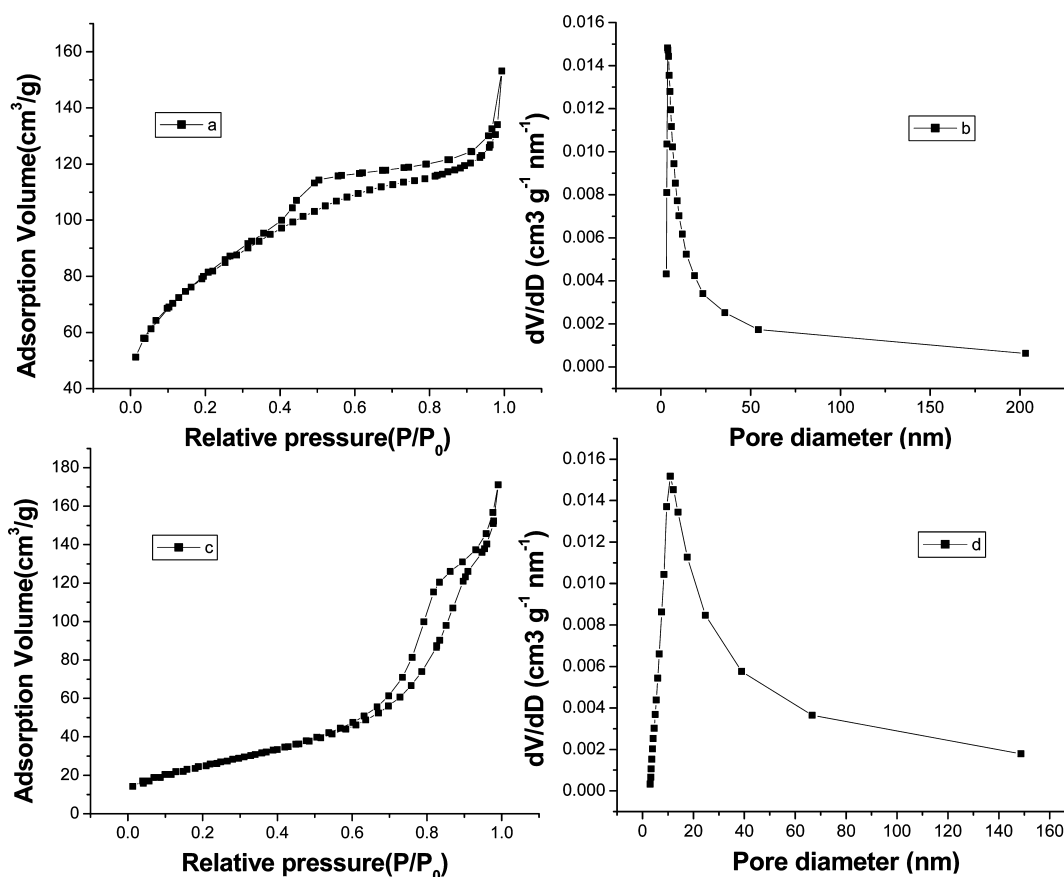 160
140
120
100
80
60
40
Adsorption Volume(cm³/g)
a
0.0 0.2 0.4 0.6 0.8 1.0
Relative pressure(P/P₀)
0.016
0.014
0.012
0.010
0.008
0.006
0.004
0.002
0.000
dV/dD (cm3 g⁻¹ nm⁻¹)
b
0 50 100 150 200
Pore diameter (nm)
180
160
140
120
100
80
60
40
20
0
Adsorption Volume(cm³/g)
c
0.0 0.2 0.4 0.6 0.8 1.0
Relative pressure(P/P₀)
0.016
0.014
0.012
0.010
0.008
0.006
0.004
0.002
0.000
dV/dD (cm3 g⁻¹ nm⁻¹)
d
0 20 40 60 80 100 120 140 160
Pore diameter (nm)